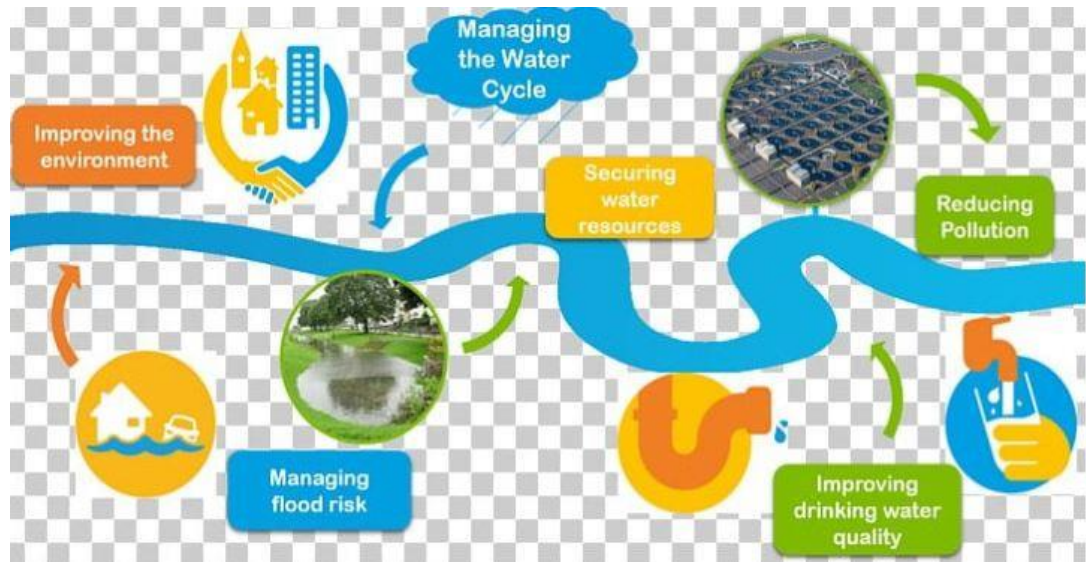 Managing
the Water
Cycle
Improving the
environment
Securing
water
resources
Reducing
Pollution
Managing
flood risk
Improving
drinking water
quality